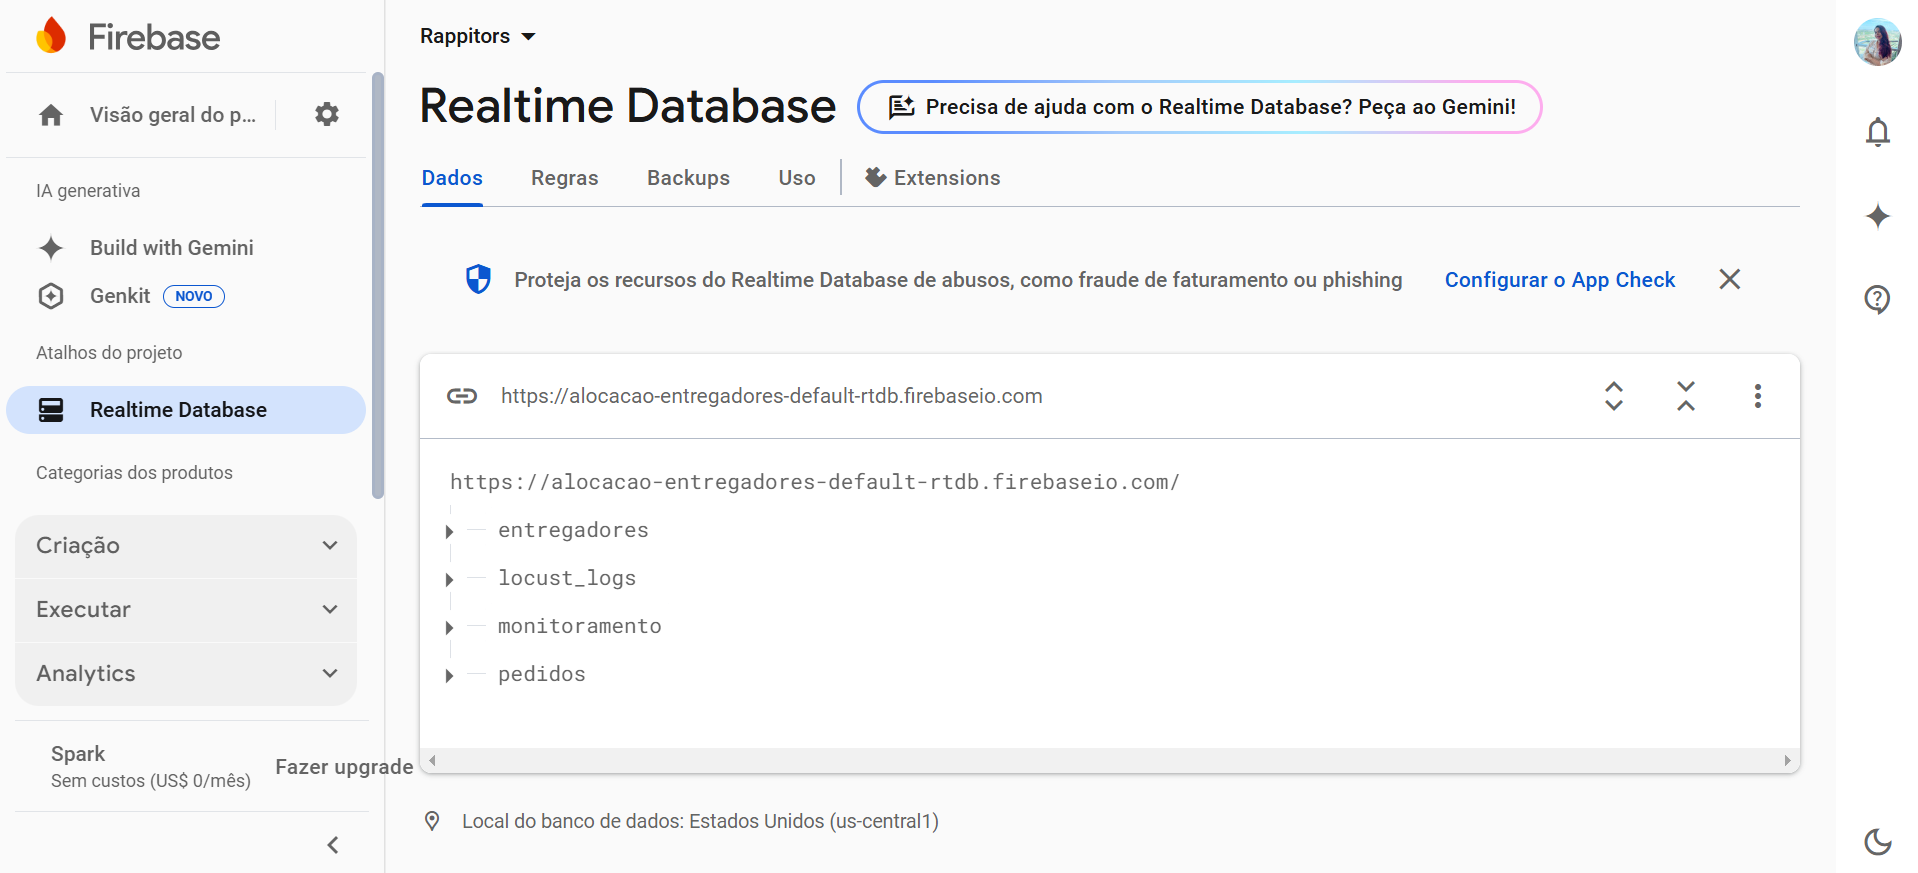 Firebase
Visão geral do p...
IA generativa
Build with Gemini
Genkit NOVO
Atalhos do projeto
Realtime Database
Categorias dos produtos
Criação
Executar
Analytics
Spark
Sem custos (US$ 0/mês)
Fazer upgrade
Rappitors
Realtime Database
Precisa de ajuda com o Realtime Database? Peça ao Gemini!
Dados Regras Backups Uso Extensions
Proteja os recursos do Realtime Database de abusos, como fraude de faturamento ou phishing Configurar o App Check
https://alocacao-entregadores-default-rtdb.firebaseio.com
https://alocacao-entregadores-default-rtdb.firebaseio.com/
entregadores
locust_logs
monitoramento
pedidos
Local do banco de dados: Estados Unidos (us-central1)